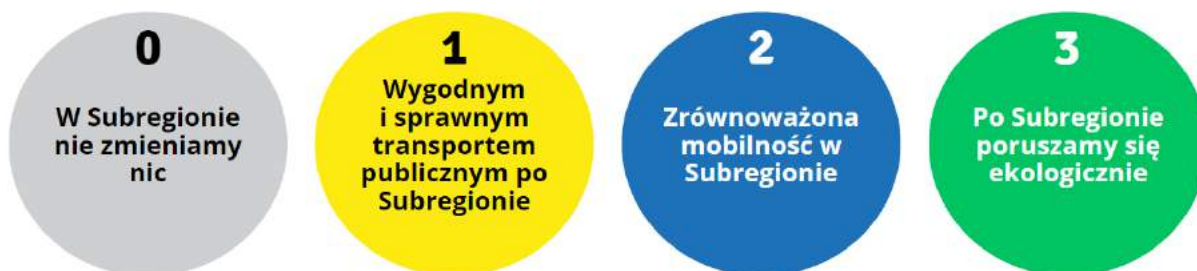 0
W Subregionie
nie zmieniamy
nic
1
Wygodnym
i sprawnym
transportem
publicznym po
Subregionie
2
Zrównoważona
mobilność w
Subregionie
3
Po Subregionie
poruszamy się
ekologicznie